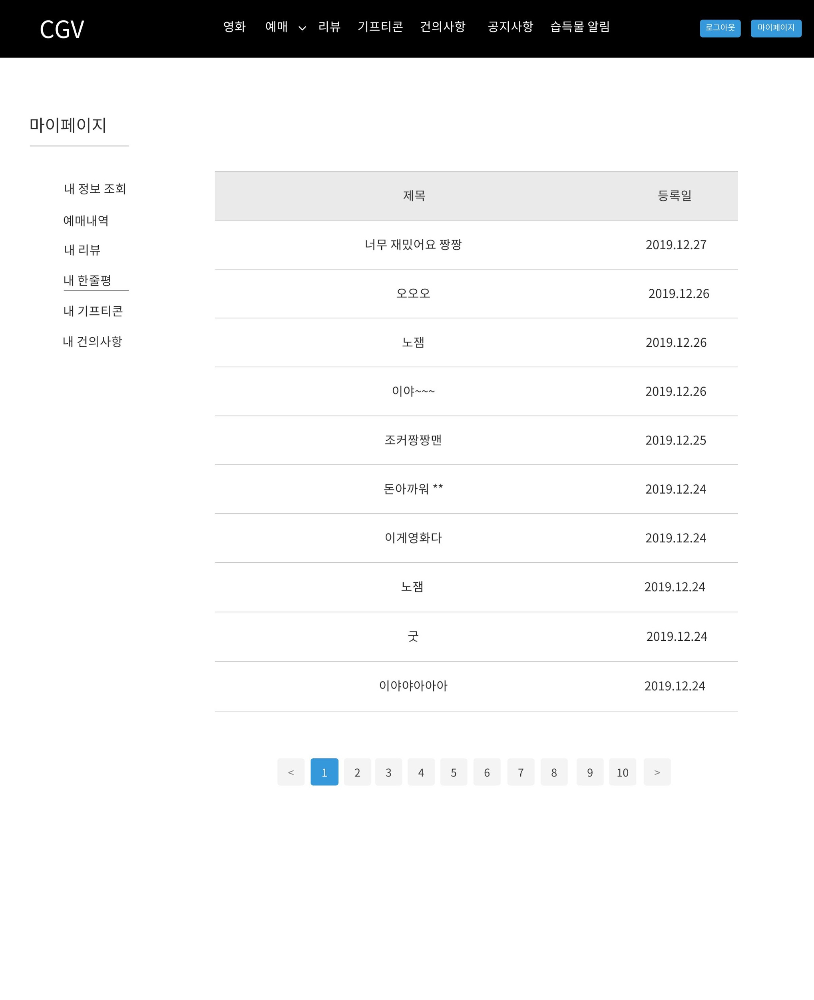 CGV 영화 예매 리뷰 기프티콘 건의사항 공지사항 습득물 알림 로그아웃 마이페이지
마이페이지
내 정보 조회
예매내역
내 리뷰
내 한줄평
내 기프티콘
내 건의사항
제목 등록일
너무 재밌어요 짱짱 2019.12.27
오오오 2019.12.26
노잼 2019.12.26
이야~~~ 2019.12.26
조커짱짱맨 2019.12.25
돈아까워 ** 2019.12.24
이게영화다 2019.12.24
노잼 2019.12.24
굿 2019.12.24
이야야아아아 2019.12.24
< 1 2 3 4 5 6 7 8 9 10 >